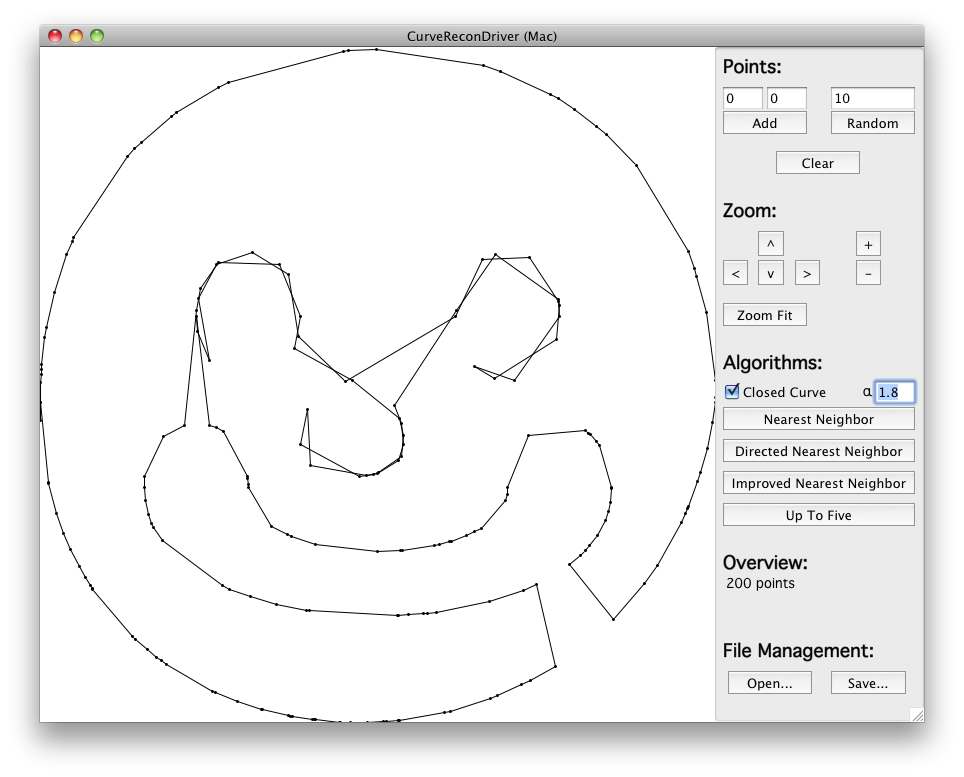 CurveReconDriver (Mac)
Points:
0 0 10
Add Random
Clear
Zoom:
^ +
< v > -
Zoom Fit
Algorithms:
Closed Curve α 1.8
Nearest Neighbor
Directed Nearest Neighbor
Improved Nearest Neighbor
Up To Five
Overview:
200 points
File Management:
Open... Save...